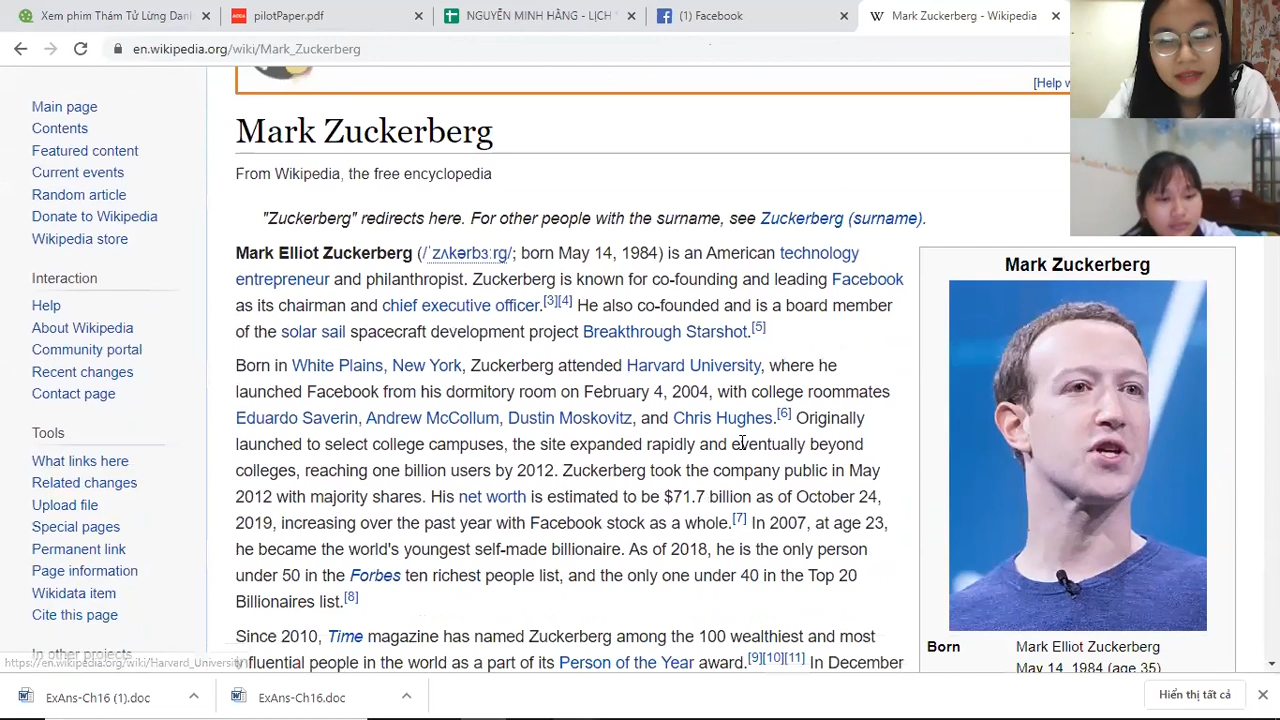 Xem phim Thám Tử Lừng Danh
pilotPaper.pdf
NGUYỄN MINH HẰNG - LỊCH
(1) Facebook
Mark Zuckerberg - Wikipedia
en.wikipedia.org/wiki/Mark_Zuckerberg
Main page
Contents
Featured content
Current events
Random article
Donate to Wikipedia
Wikipedia store
Interaction
Help
About Wikipedia
Community portal
Recent changes
Contact page
Tools
What links here
Related changes
Upload file
Special pages
Permanent link
Page information
Wikidata item
Cite this page
In other projects
https://en.wikipedia.org/wiki/Harvard_University
[Help w
Mark Zuckerberg
From Wikipedia, the free encyclopedia
"Zuckerberg" redirects here. For other people with the surname, see Zuckerberg (surname).
Mark Elliot Zuckerberg (/ˈzʌkərbɜːrɡ/; born May 14, 1984) is an American technology
entrepreneur and philanthropist. Zuckerberg is known for co-founding and leading Facebook
as its chairman and chief executive officer.[3][4] He also co-founded and is a board member
of the solar sail spacecraft development project Breakthrough Starshot.[5]
Born in White Plains, New York, Zuckerberg attended Harvard University, where he
launched Facebook from his dormitory room on February 4, 2004, with college roommates
Eduardo Saverin, Andrew McCollum, Dustin Moskovitz, and Chris Hughes.[6] Originally
launched to select college campuses, the site expanded rapidly and eventually beyond
colleges, reaching one billion users by 2012. Zuckerberg took the company public in May
2012 with majority shares. His net worth is estimated to be $71.7 billion as of October 24,
2019, increasing over the past year with Facebook stock as a whole.[7] In 2007, at age 23,
he became the world's youngest self-made billionaire. As of 2018, he is the only person
under 50 in the Forbes ten richest people list, and the only one under 40 in the Top 20
Billionaires list.[8]
Since 2010, Time magazine has named Zuckerberg among the 100 wealthiest and most
influential people in the world as a part of its Person of the Year award.[9][10][11] In December
Mark Zuckerberg
Born Mark Elliot Zuckerberg
May 14, 1984 (age 35)
ExAns-Ch16 (1).doc
ExAns-Ch16.doc
Hiển thị tất cả